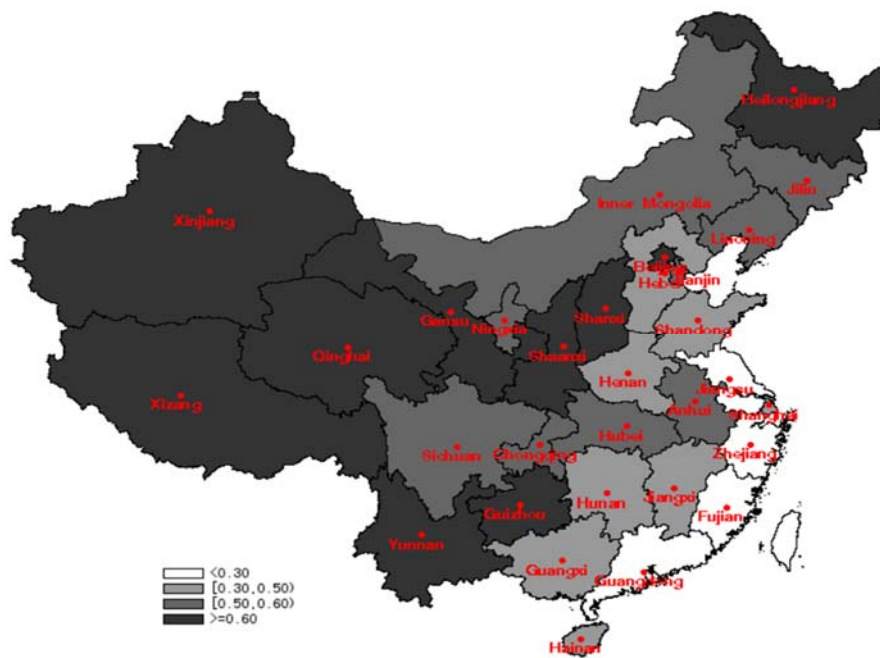 Heilongjiang
Jilin
Inner Mongolia
Xinjiang
Liaoning
Beijing
Hebei
Tianjin
Gansu
Ningxia
Shanxi
Shandong
Qinghai
Shaanxi
Henan
Jiangsu
Xizang
Anhui
Shanghai
Hubei
Sichuan
Chongqing
Zhejiang
Hunan
Jiangxi
Guizhou
Fujian
Yunnan
Guangxi
Guangdong
<0.30
[0.30,0.50)
[0.50,0.60)
>=0.60
Hainan